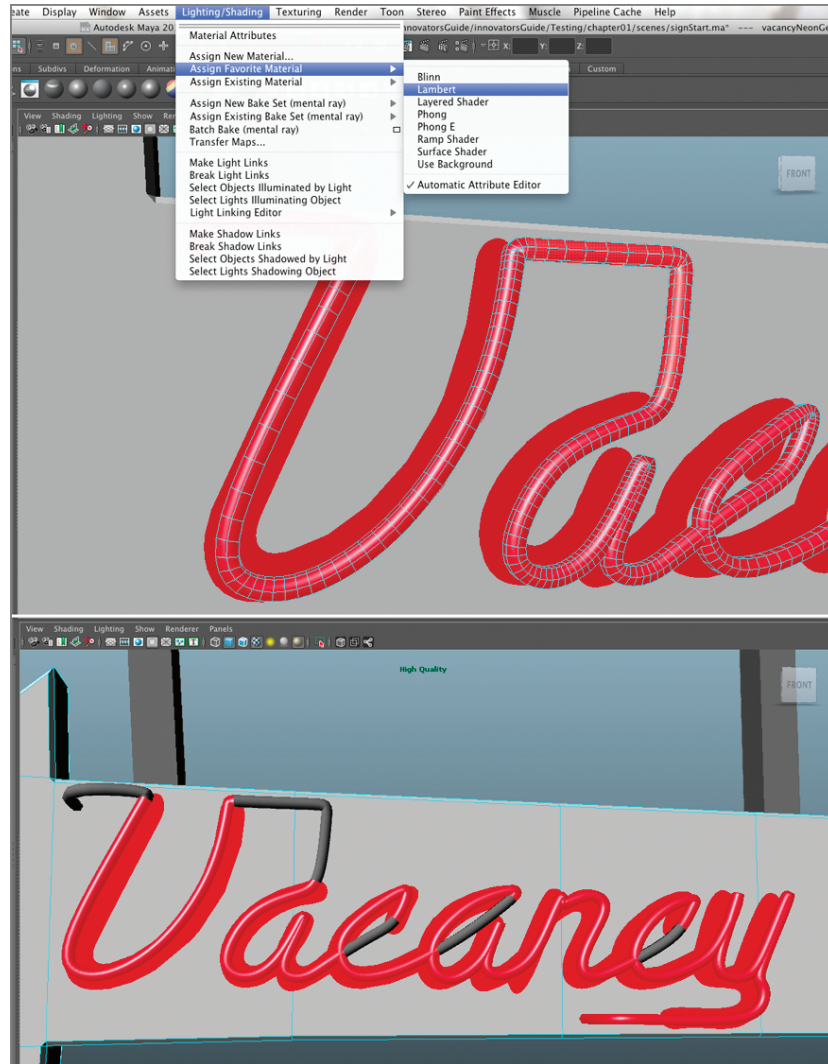 eate Display Window Assets Lighting/Shading Texturing Render Toon Stereo Paint Effects Muscle Pipeline Cache Help
Autodesk Maya 20
nnovatorsGuide/innovatorsGuide/Testing/chapter01/scenes/signStart.ma* --- vacancyNeonGe
X: Y: Z:
ns Subdivs Deformation Animati
Custom
Material Attributes
Assign New Material...
Assign Favorite Material
Assign Existing Material
Assign New Bake Set (mental ray)
Assign Existing Bake Set (mental ray)
Batch Bake (mental ray)
Transfer Maps...
Make Light Links
Break Light Links
Select Objects Illuminated by Light
Select Lights Illuminating Object
Light Linking Editor
Make Shadow Links
Break Shadow Links
Select Objects Shadowed by Light
Select Lights Shadowing Object
Blinn
Lambert
Layered Shader
Phong
Phong E
Ramp Shader
Surface Shader
Use Background
✓ Automatic Attribute Editor
View Shading Lighting Show Ren
FRONT
Vac
View Shading Lighting Show Renderer Panels
High Quality
FRONT
Vacancy